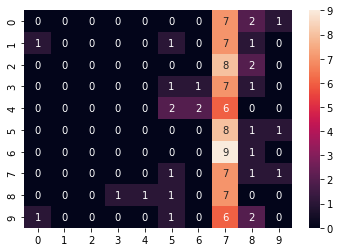 0 0 0 0 0 0 0 0 7 2 1
1 1 0 0 0 0 1 0 7 1 0
2 0 0 0 0 0 0 0 8 2 0
3 0 0 0 0 0 1 1 7 1 0
4 0 0 0 0 0 2 2 6 0 0
5 0 0 0 0 0 0 0 8 1 1
6 0 0 0 0 0 0 0 9 1 0
7 0 0 0 0 0 1 0 7 1 1
8 0 0 0 1 1 1 0 7 0 0
9 1 0 0 0 0 1 0 6 2 0
0 1 2 3 4 5 6 7 8 9
9
8
7
6
5
4
3
2
1
0